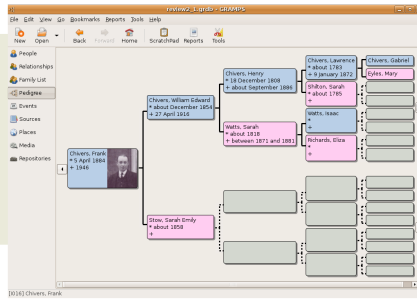 review2_1.grdb - GRAMPS
File Edit View Go Bookmarks Reports Tools Help
New Open Back Forward Home ScratchPad Reports Tools
People
Relationships
Family List
Pedigree
Events
Sources
Places
Media
Repositories
Chivers, Frank
* 5 April 1884
+ 1946
Chivers, William Edward
* about December 1854
+ 27 April 1916
Stow, Sarah Emily
* about 1858
+
Chivers, Henry
* 18 December 1808
+ about September 1886
Watts, Sarah
* about 1818
+ between 1871 and 1881
Chivers, Lawrence
* about 1783
+ 9 January 1872
Shilton, Sarah
* about 1785
+
Watts, Isaac
*
+
Richards, Eliza
*
+
Chivers, Gabriel
Eyles, Mary
[I016] Chivers, Frank